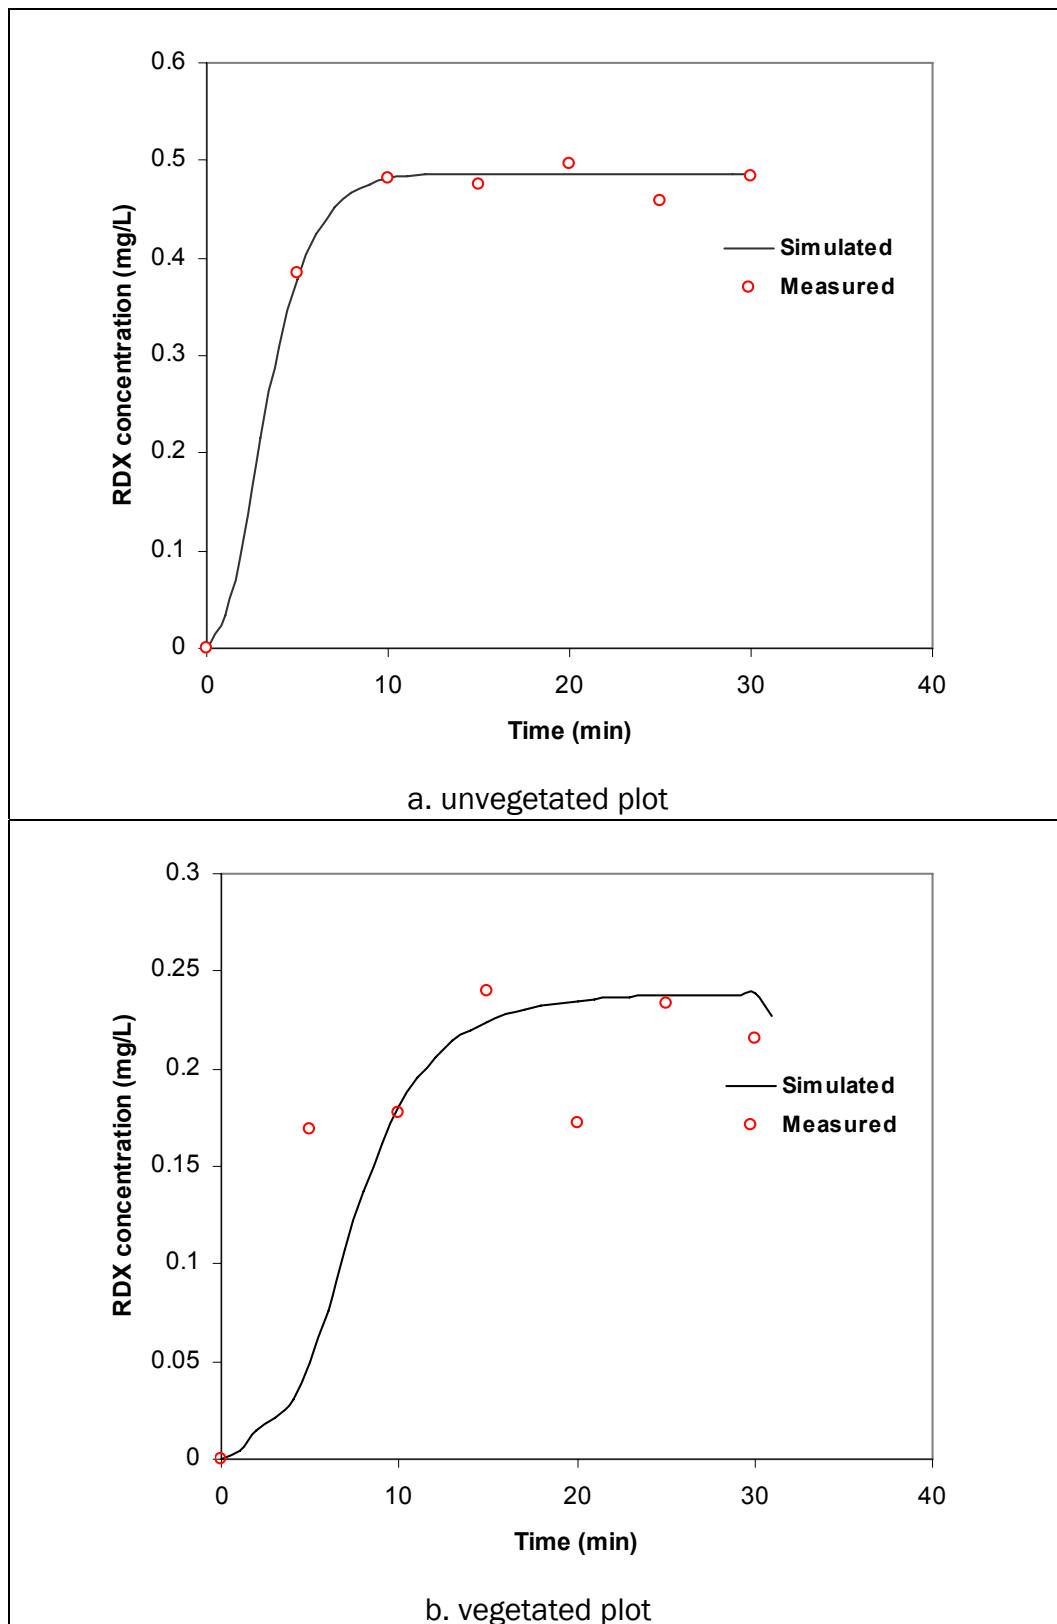 0.6
0.5
0.4
0.3
0.2
0.1
0
RDX concentration (mg/L)
Simulated
Measured
0 10 20 30 40
Time (min)
a. unvegetated plot
0.3
0.25
0.2
0.15
0.1
0.05
0
RDX concentration (mg/L)
Simulated
Measured
0 10 20 30 40
Time (min)
b. vegetated plot